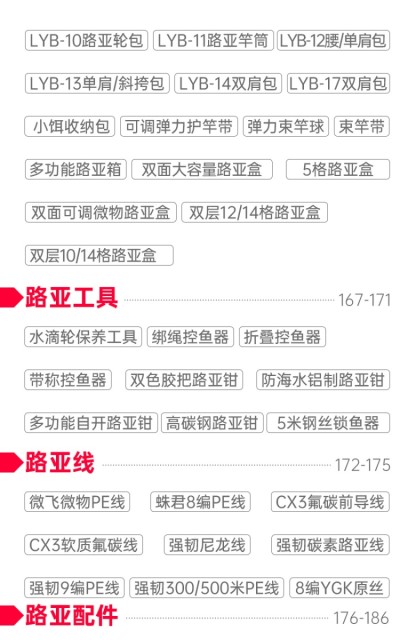 LYB-10路亚轮包 LYB-11路亚竿筒 LYB-12腰/单肩包
LYB-13单肩/斜挎包 LYB-14双肩包 LYB-17双肩包
小饵收纳包 可调弹力护竿带 弹力束竿球 束竿带
多功能路亚箱 双面大容量路亚盒 5格路亚盒
双面可调微物路亚盒 双层12/14格路亚盒
双层10/14格路亚盒
路亚工具 167-171
水滴轮保养工具 绑绳控鱼器 折叠控鱼器
带称控鱼器 双色胶把路亚钳 防海水铝制路亚钳
多功能自开路亚钳 高碳钢路亚钳 5米钢丝锁鱼器
路亚线 172-175
微飞微物PE线 蛛君8编PE线 CX3氟碳前导线
CX3软质氟碳线 强韧尼龙线 强韧碳素路亚线
强韧9编PE线 强韧300/500米PE线 8编YGK原丝
路亚配件 176-186